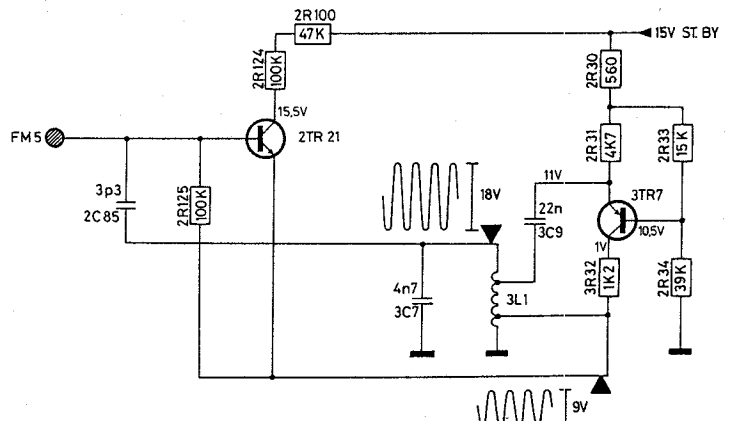 2R100
47K
15V ST. BY
2R124
100K
2R30
560
15,5V
FM5
2TR 21
2R31
4K7
2R33
15K
3p3
2C85
2R125
100K
18V
11V
22n
3C9
3TR7
10,5V
1V
4n7
3C7
3L1
3R32
1K2
2R34
39K
9V